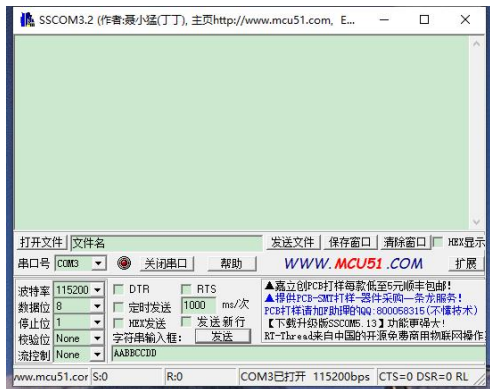 SSCOM3.2 (作者:聂小猛(丁丁), 主页http://www.mcu51.com, E...
打开文件 文件名 发送文件 保存窗口 清除窗口 HEX显示
串口号 COM3 关闭串口 帮助 WWW.MCU51.COM 扩展
波特率 115200 DTR RTS
数据位 8 定时发送 1000 ms/次
停止位 1 HEX发送 发送新行
校验位 None 字符串输入框: 发送
流控制 None AABBCCDD
▲嘉立创PCB打样每款低至5元顺丰包邮!
▲提供PCB-SMT打样-器件采购一条龙服务!
PCB打样请加VIP助理的QQ:800058315(不懂技术)
【下载升级版SSCOM5.13】功能更强大!
RT-Thread来自中国的开源免费商用物联网操作
www.mcu51.cor S:0 R:0 COM3已打开 115200bps CTS=0 DSR=0 RL